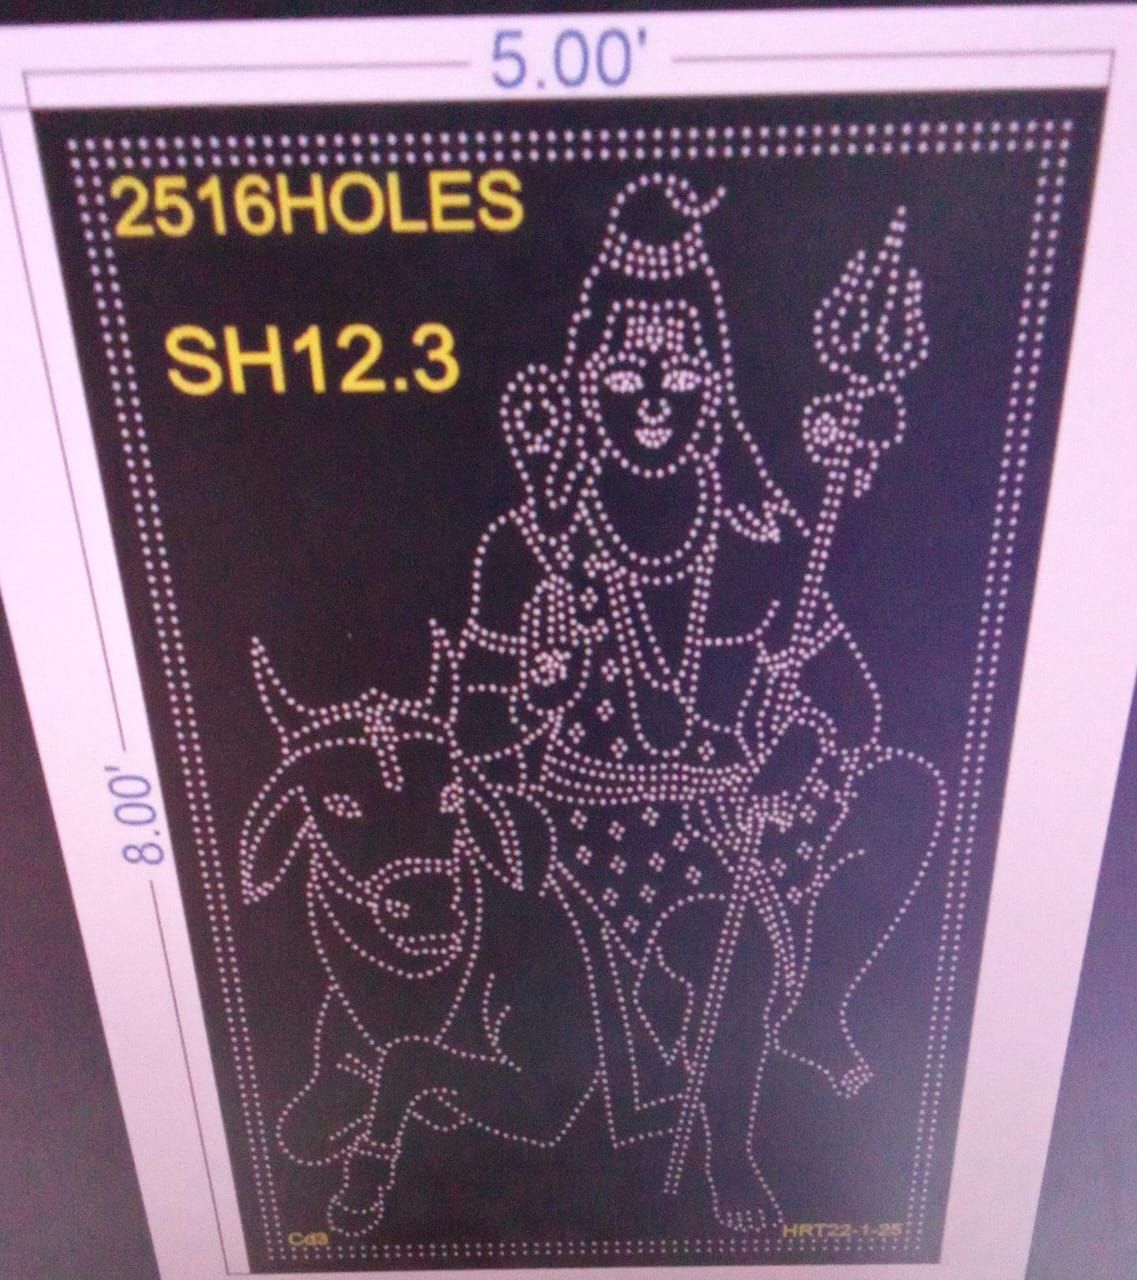 5.00'
2516HOLES
SH12.3
8.00'
Cd3
HRT22-1-25